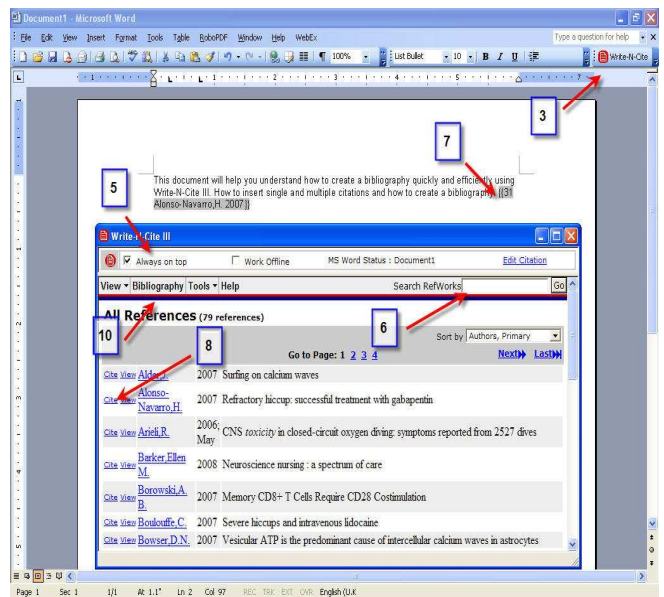 Document1 - Microsoft Word
File Edit View Insert Format Tools Table RoboPDF Window Help WebEx Type a question for help
100% List Bullet 10 B I U Write-N-Cite
3
7
This document will help you understand how to create a bibliography quickly and efficiently using
5
Write-N-Cite III. How to insert single and multiple citations and how to create a bibliography. {{31
Alonso-Navarro,H. 2007}}
Write-N-Cite III
Always on top Work Offline MS Word Status : Document1 Edit Citation
View Bibliography Tools Help Search RefWorks Go
All References (79 references)
10
8
6
Sort by Authors, Primary
Go to Page: 1 2 3 4 Next Last
Cite View Alder,J. 2007 Surfing on calcium waves
Cite View Alonso-Navarro,H. 2007 Refractory hiccup: successful treatment with gabapentin
Cite View Arieli,R. 2006; May CNS toxicity in closed-circuit oxygen diving: symptoms reported from 2527 dives
Cite View Barker,Ellen M. 2008 Neuroscience nursing : a spectrum of care
Cite View Borowski,A. B. 2007 Memory CD8+ T Cells Require CD28 Costimulation
Cite View Boulouffe,C. 2007 Severe hiccups and intravenous lidocaine
Cite View Bowser,D.N. 2007 Vesicular ATP is the predominant cause of intercellular calcium waves in astrocytes
Page 1 Sec 1 1/1 At 1.1" Ln 2 Col 97 REC TRK EXT OVR English (U.K